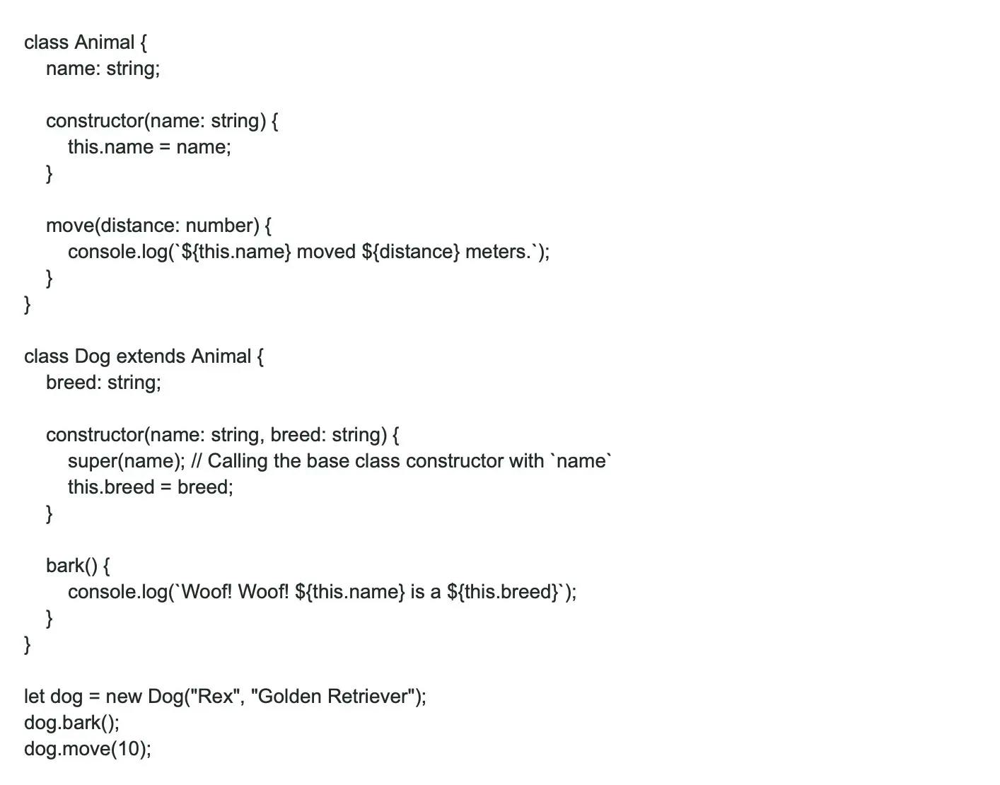 class Animal {
    name: string;

    constructor(name: string) {
        this.name = name;
    }

    move(distance: number) {
        console.log(`${this.name} moved ${distance} meters.`);
    }
}

class Dog extends Animal {
    breed: string;

    constructor(name: string, breed: string) {
        super(name); // Calling the base class constructor with `name`
        this.breed = breed;
    }

    bark() {
        console.log(`Woof! Woof! ${this.name} is a ${this.breed}`);
    }
}

let dog = new Dog("Rex", "Golden Retriever");
dog.bark();
dog.move(10);